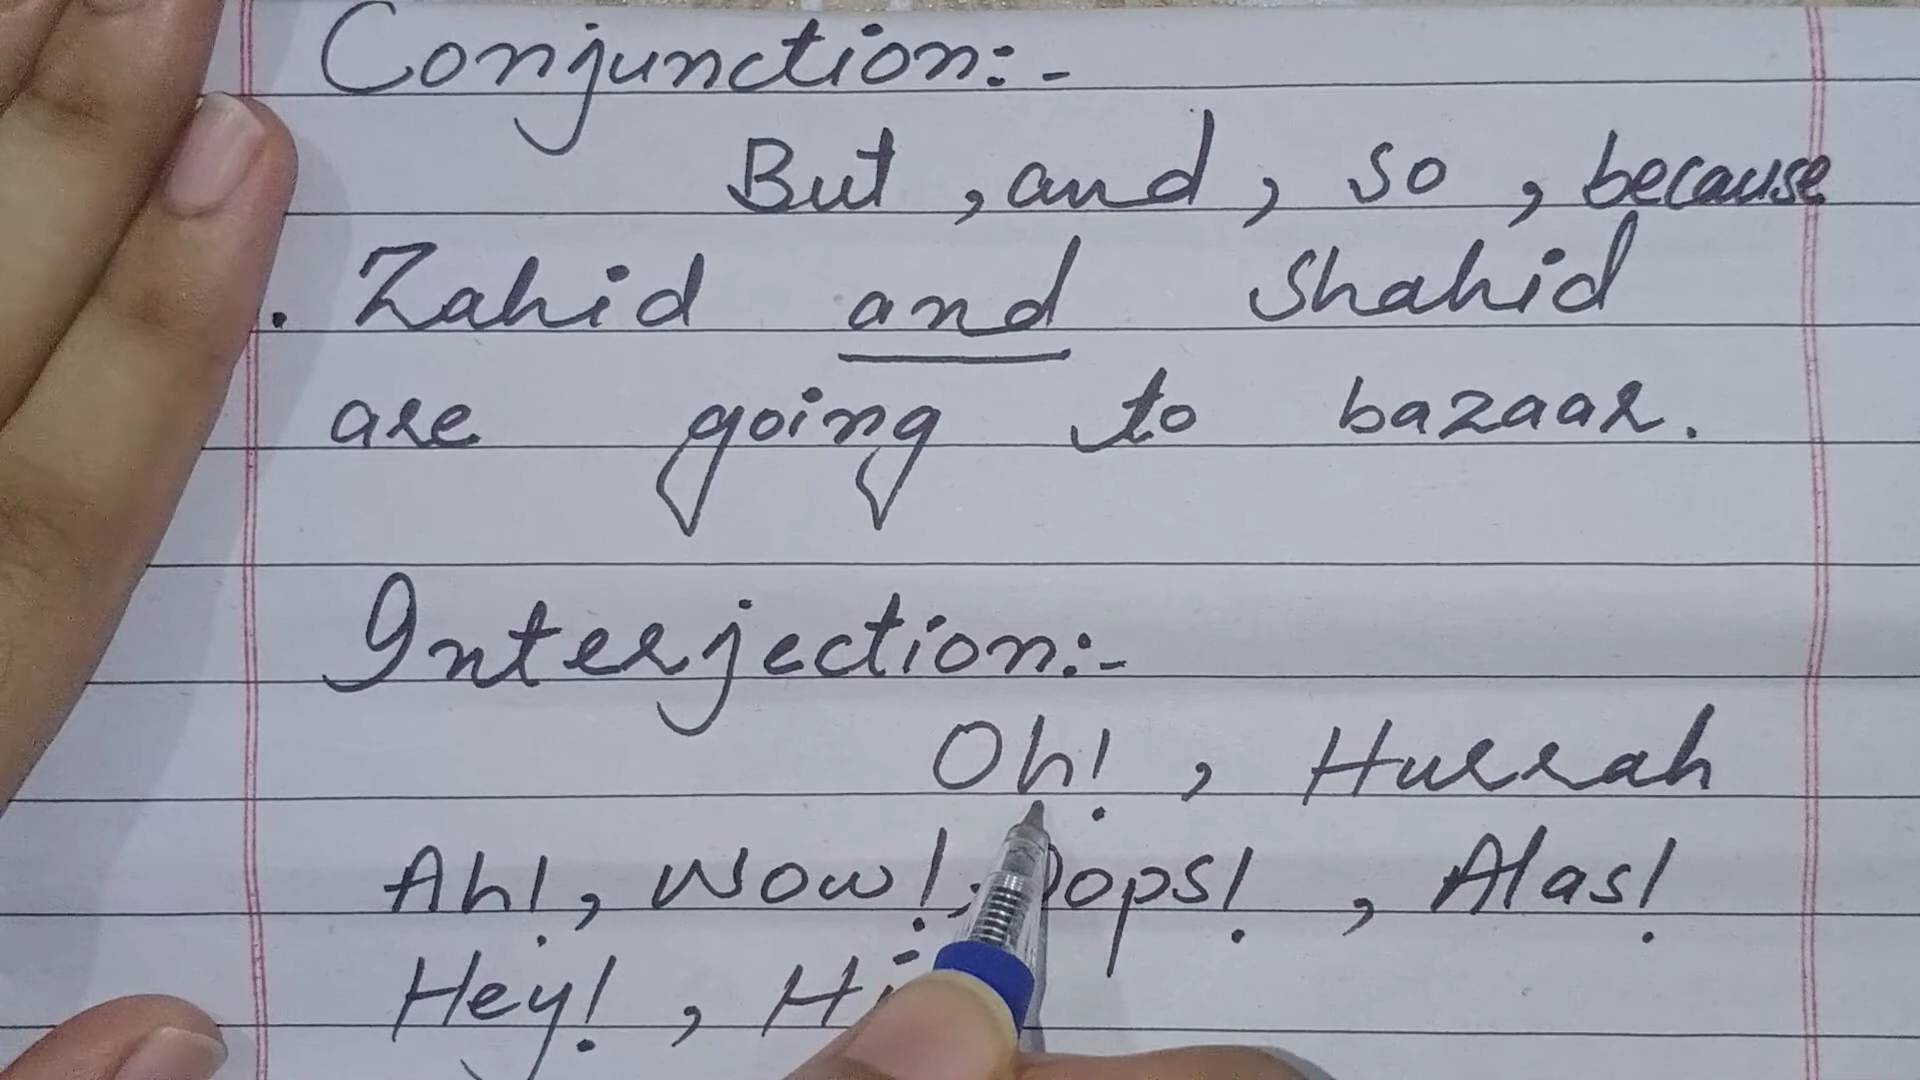 Conjunction:-
But , and , so , because
. Zahid and Shahid
are going to bazaar.
Interjection:-
Oh! , Hurrah
Ah!, Wow!, Oops! , Alas!
Hey! , Hi